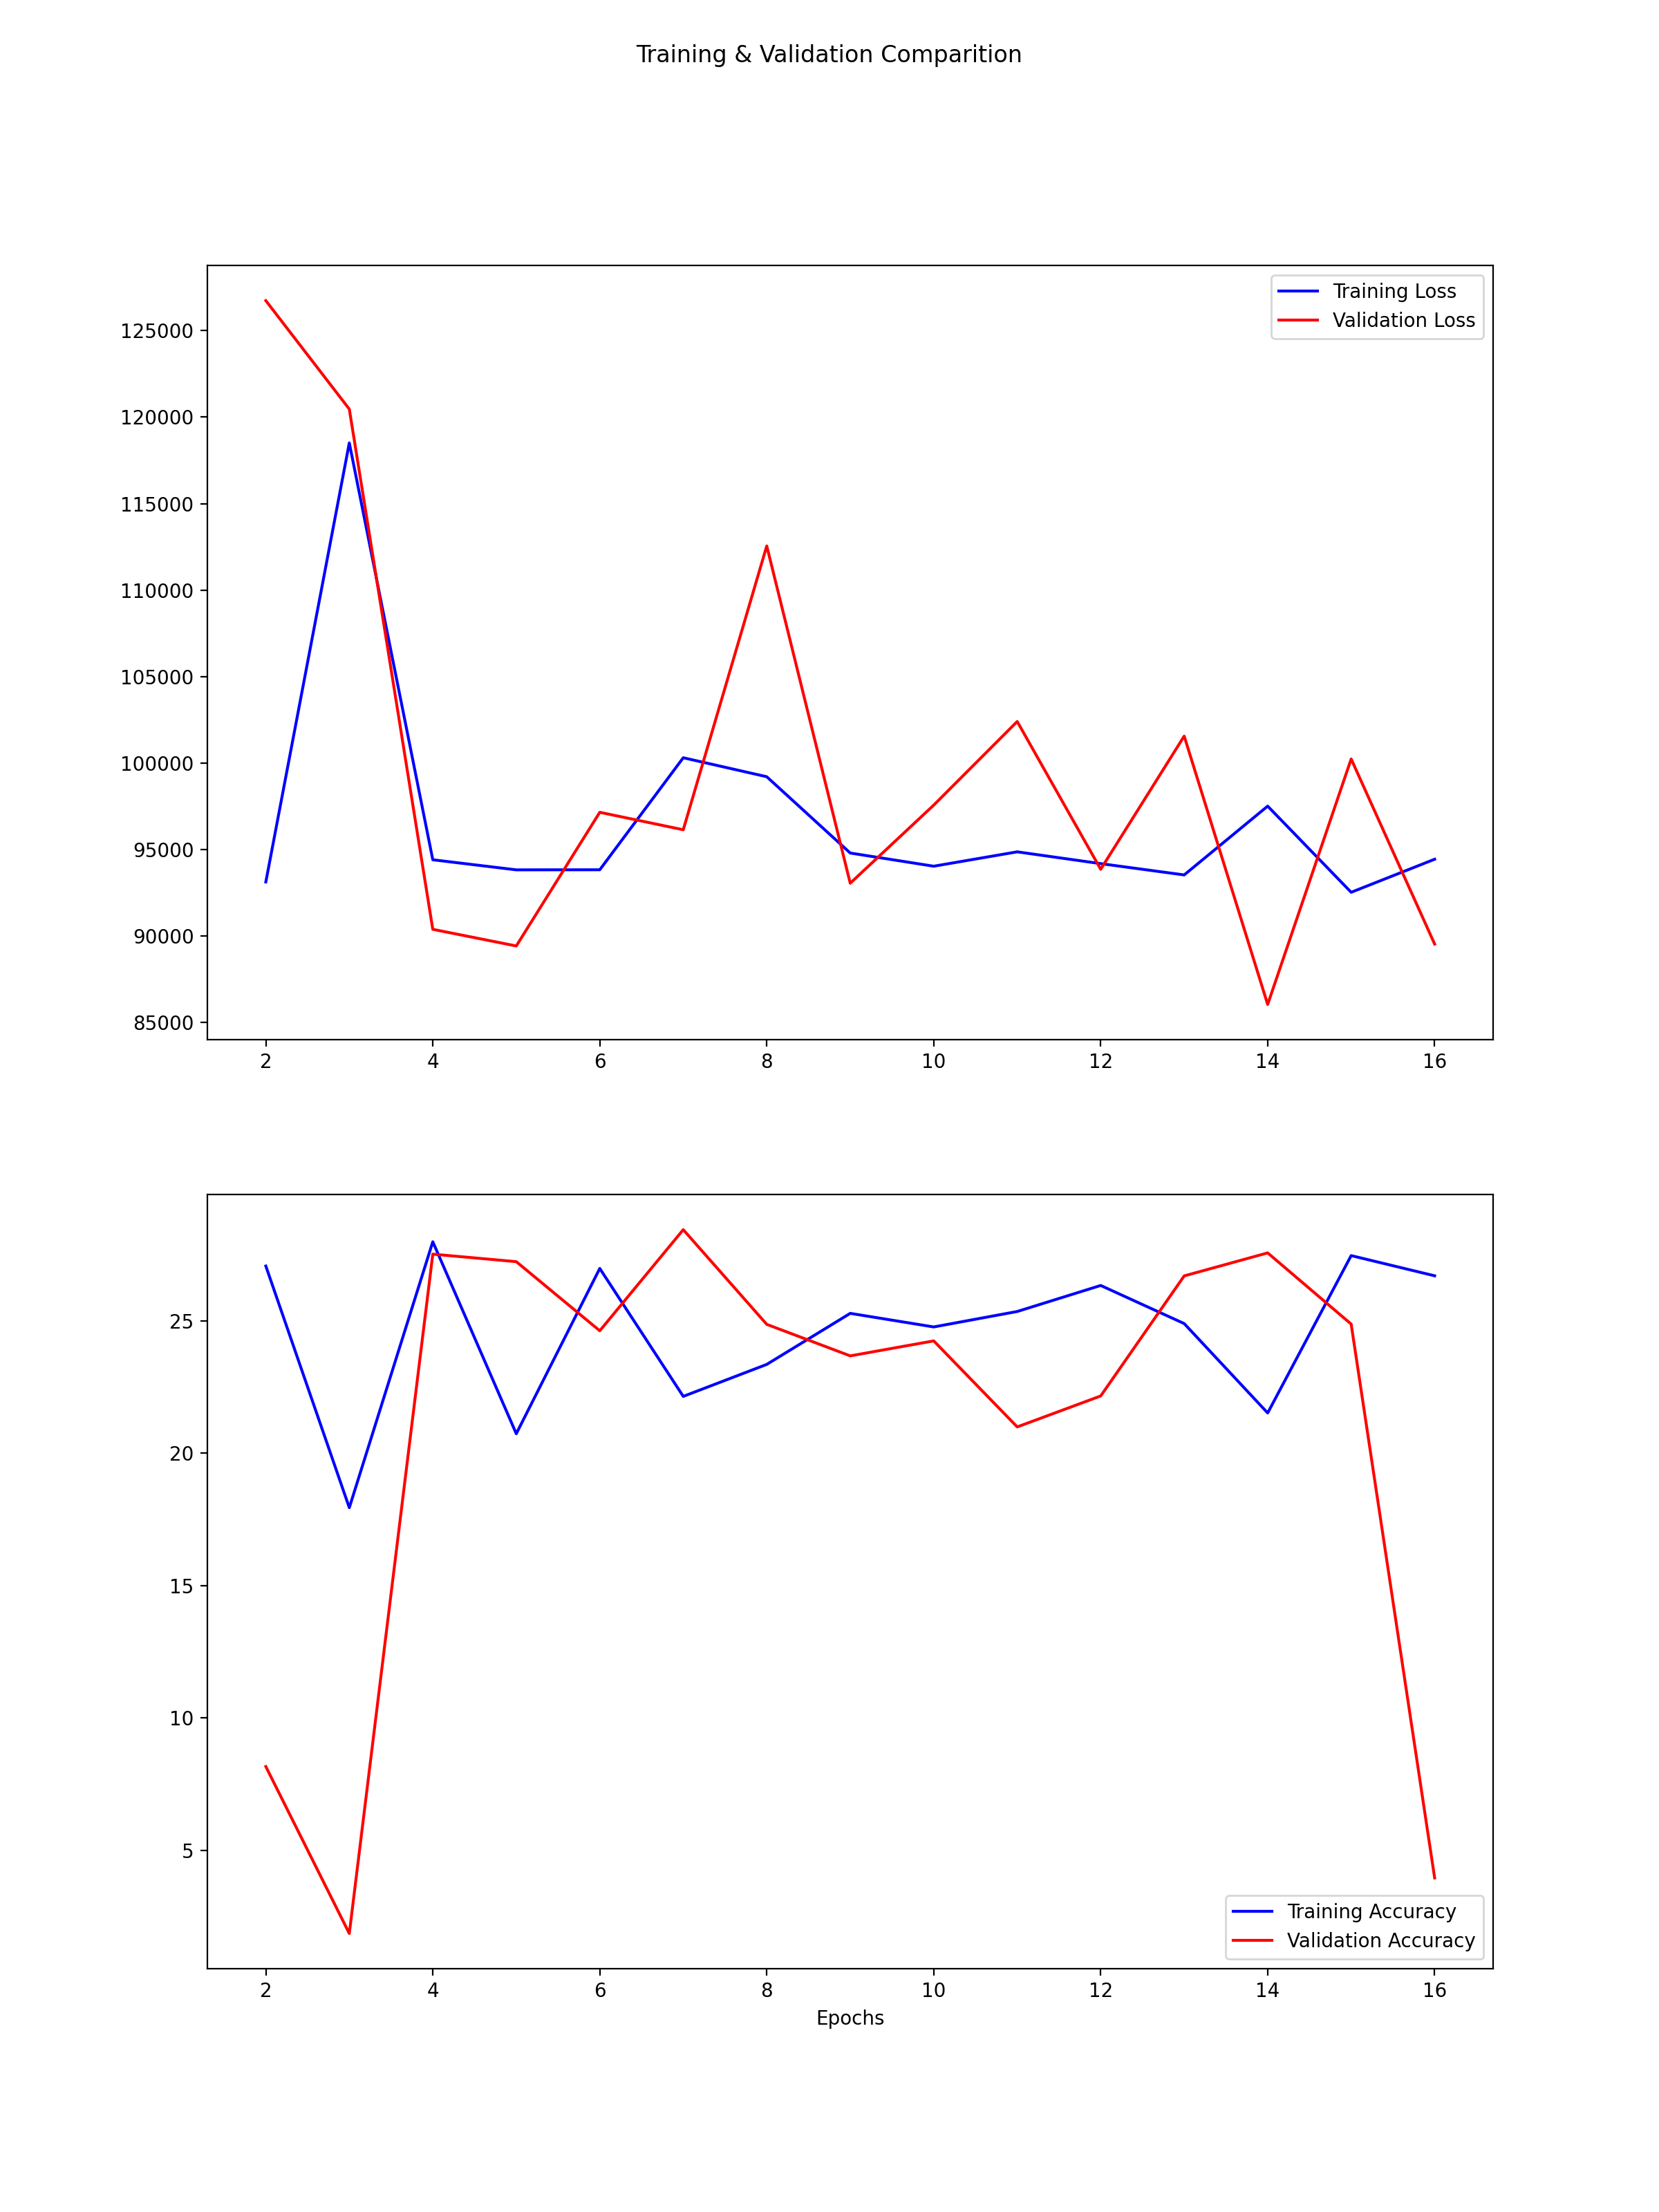 Training & Validation Comparition
Training Loss
Validation Loss
125000
120000
115000
110000
105000
100000
95000
90000
85000
2 4 6 8 10 12 14 16
25
20
15
10
5
Training Accuracy
Validation Accuracy
2 4 6 8 10 12 14 16
Epochs